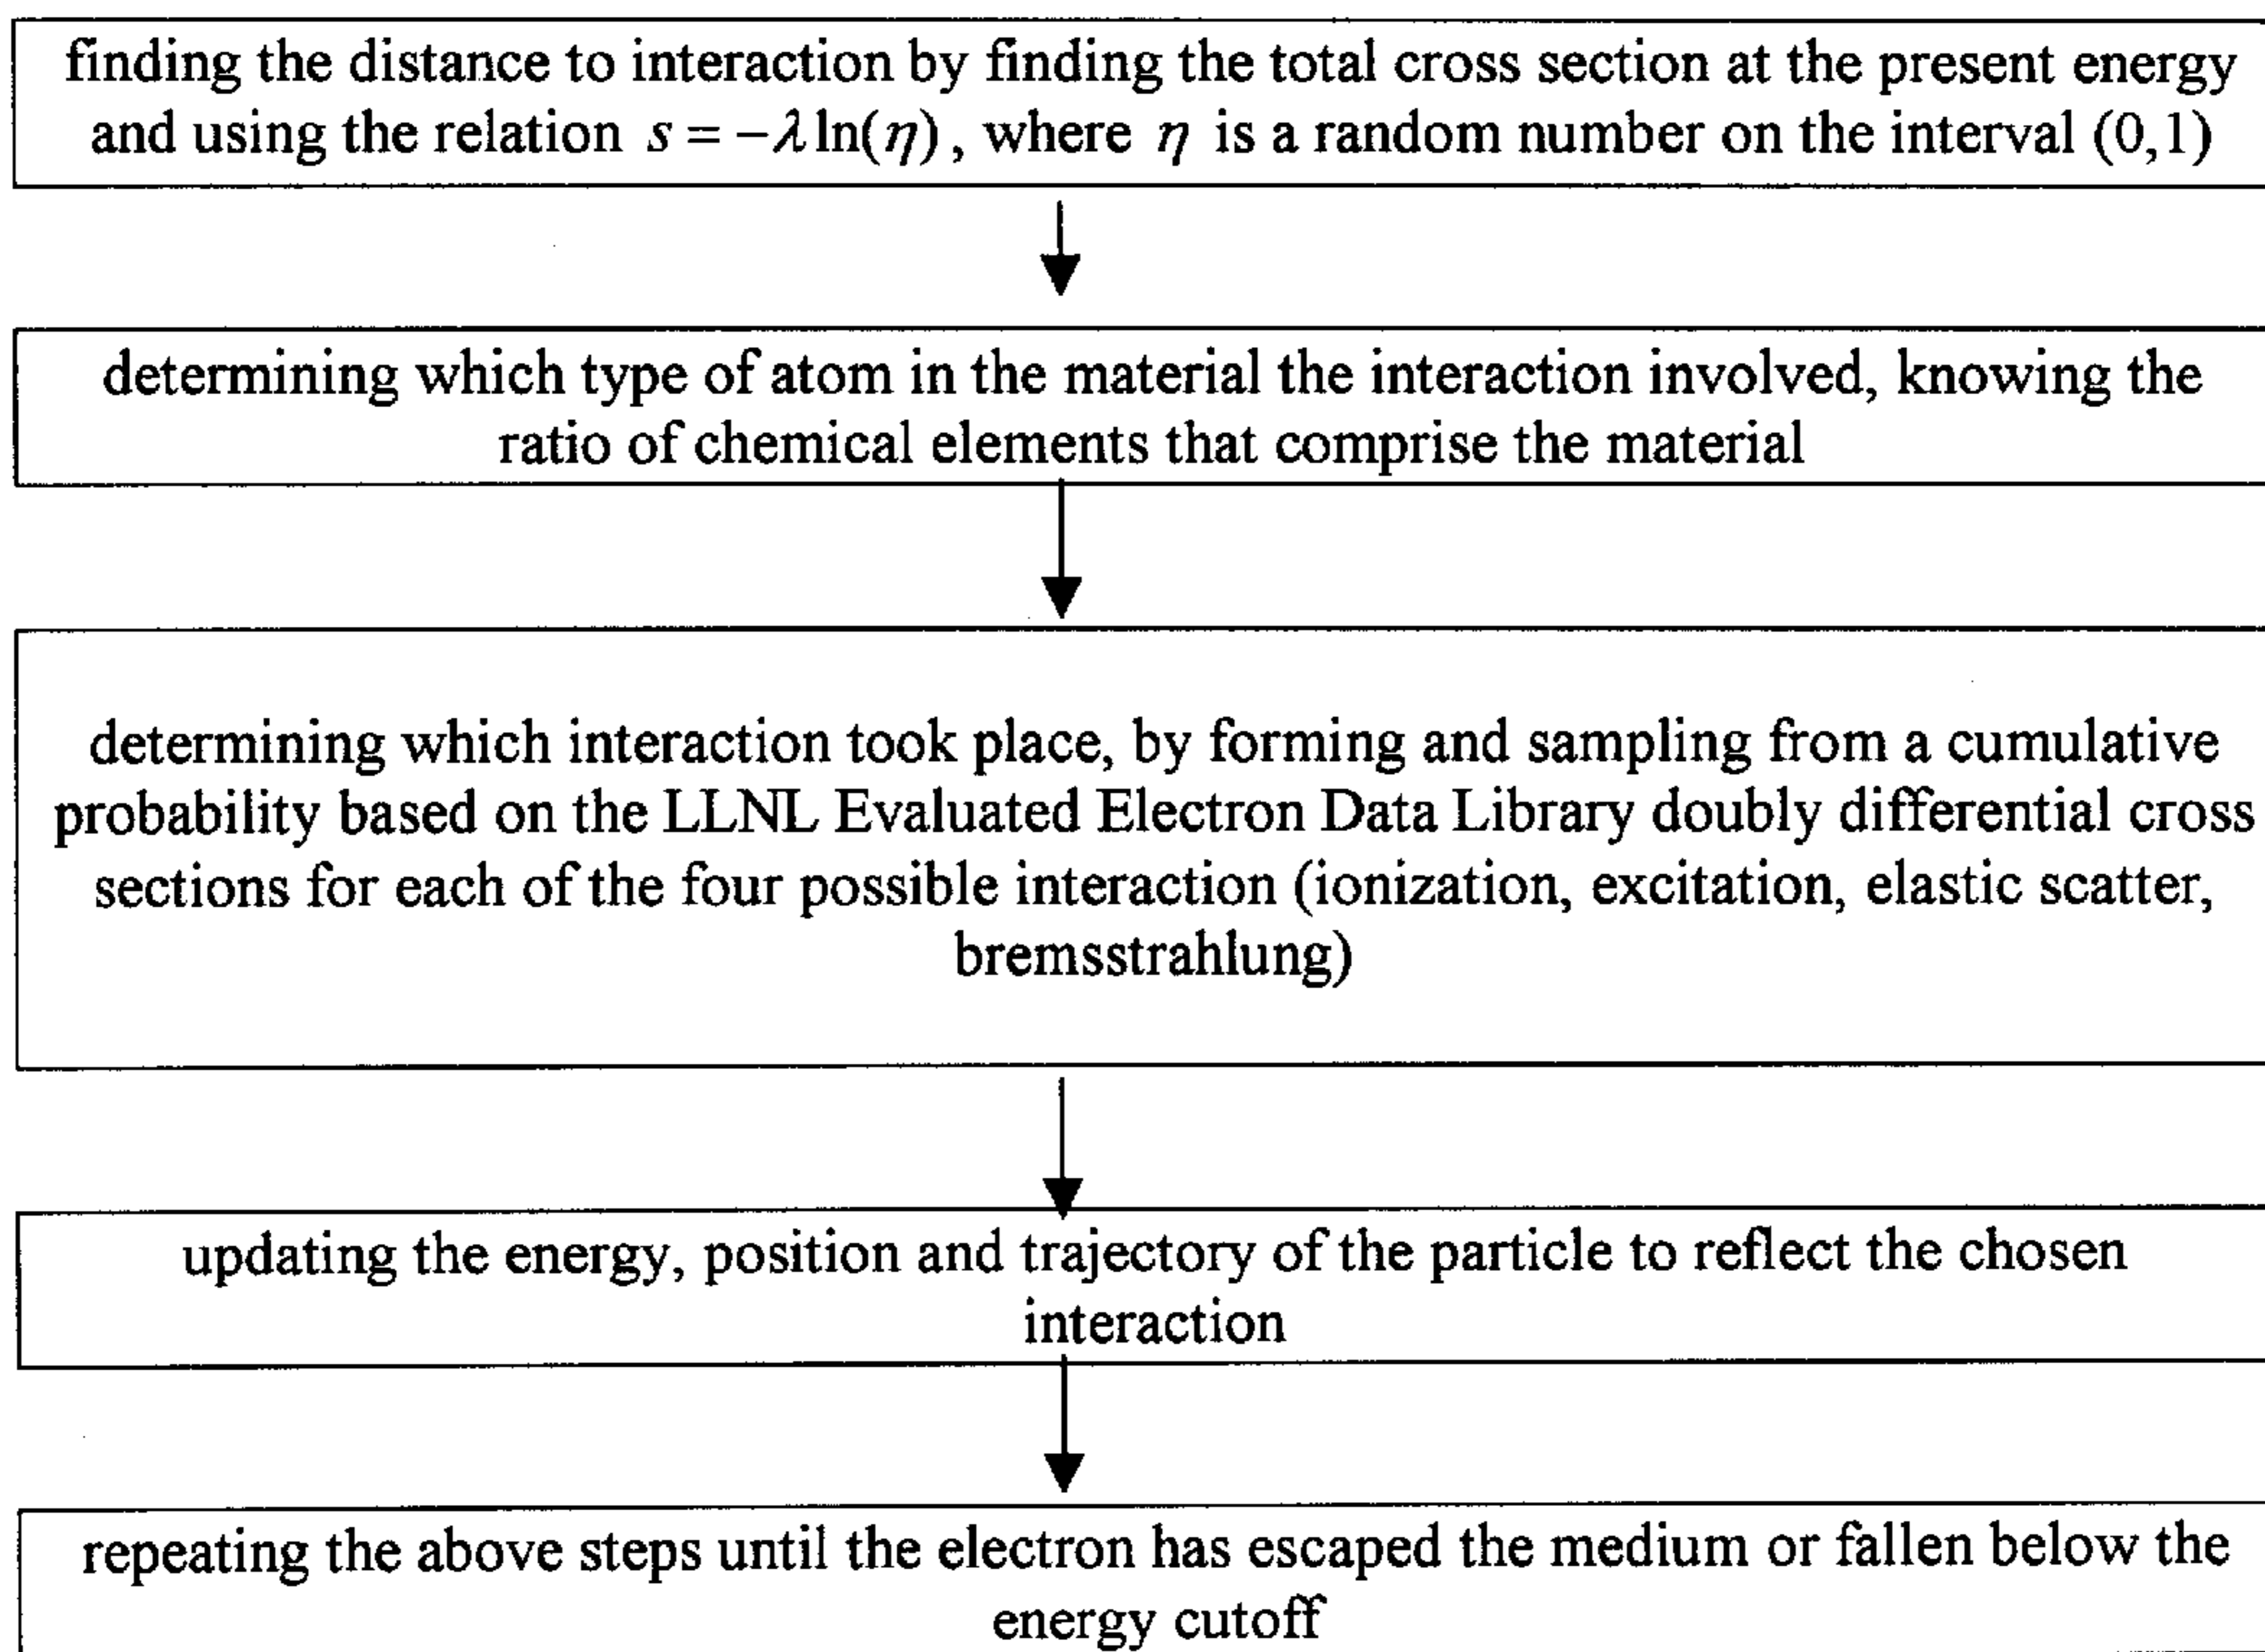 finding the distance to interaction by finding the total cross section at the present energy
and using the relation s = −λ ln(η), where η is a random number on the interval (0,1)
determining which type of atom in the material the interaction involved, knowing the
ratio of chemical elements that comprise the material
determining which interaction took place, by forming and sampling from a cumulative
probability based on the LLNL Evaluated Electron Data Library doubly differential cross
sections for each of the four possible interaction (ionization, excitation, elastic scatter,
bremsstrahlung)
updating the energy, position and trajectory of the particle to reflect the chosen
interaction
repeating the above steps until the electron has escaped the medium or fallen below the
energy cutoff